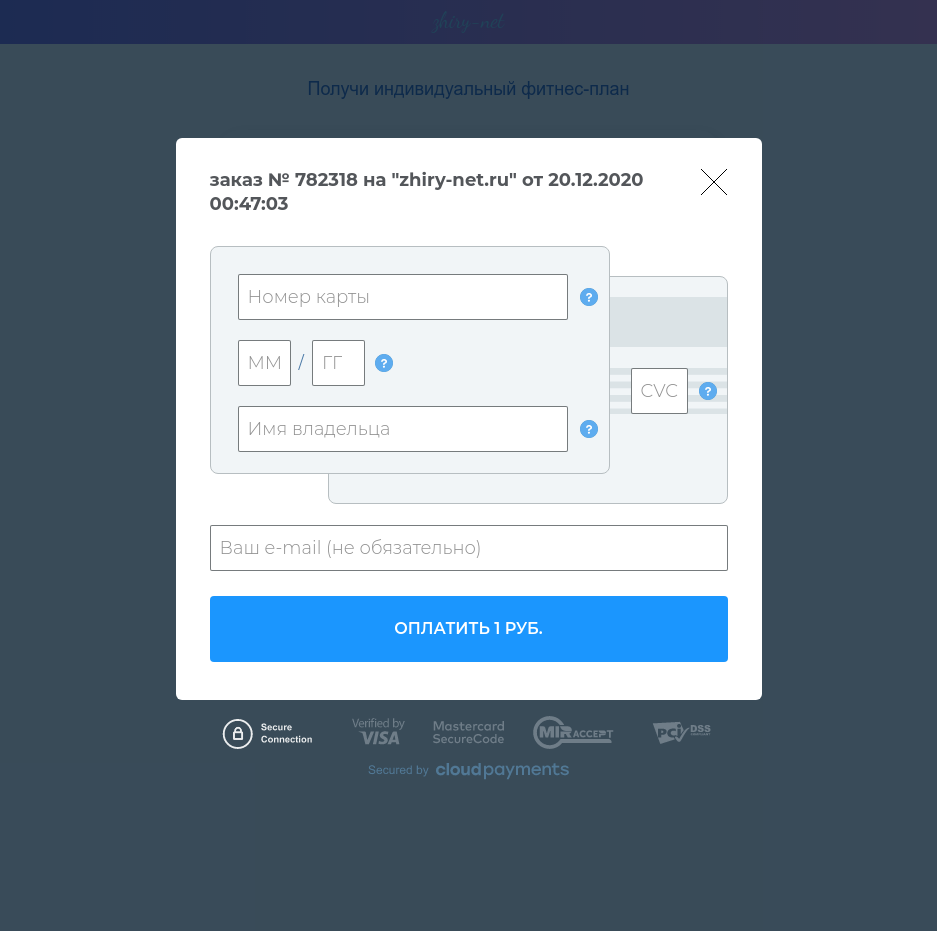 zhiry-net
Получи индивидуальный фитнес-план
заказ № 782318 на "zhiry-net.ru" от 20.12.2020
00:47:03
Номер карты
?
ММ / ГГ ?
CVC ?
Имя владельца
?
Ваш e-mail (не обязательно)
ОПЛАТИТЬ 1 РУБ.
Secure
Connection
Verified by
VISA
Mastercard
SecureCode
MIR ACCEPT
PCI DSS
Secured by cloudpayments